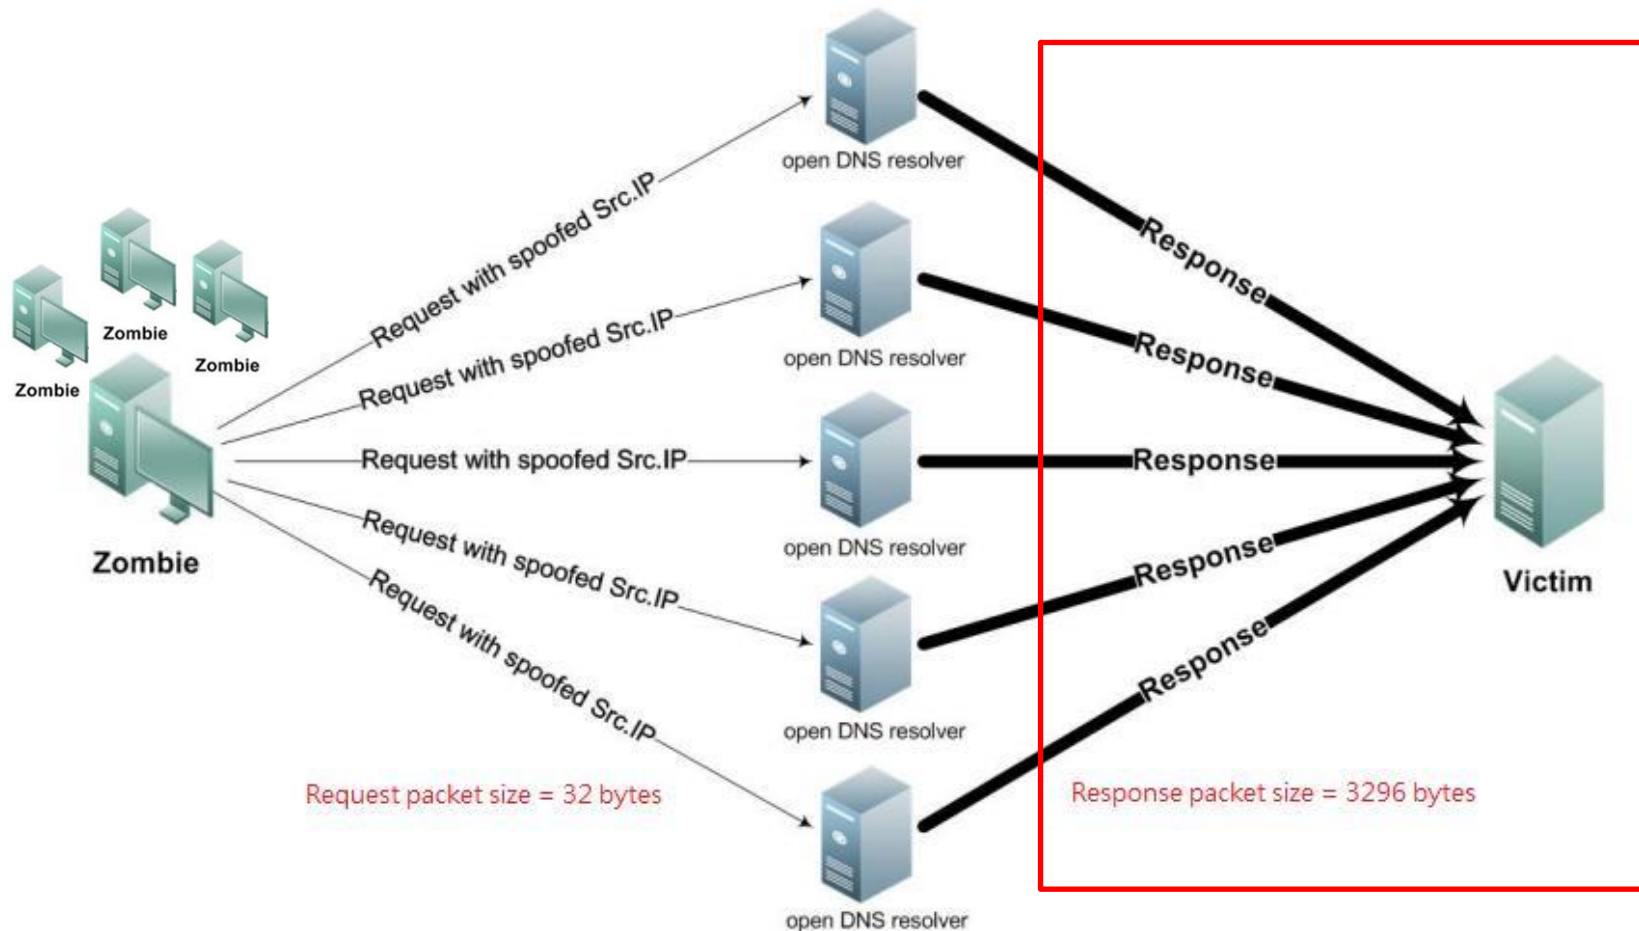 open DNS resolver
Request with spoofed Src.IP
Response
Zombie
Zombie
Zombie
open DNS resolver
Request with spoofed Src.IP
Response
Request with spoofed Src.IP
Response
open DNS resolver
Zombie
Request with spoofed Src.IP
Response
Victim
Request with spoofed Src.IP
Response
open DNS resolver
Request packet size = 32 bytes
Response packet size = 3296 bytes
open DNS resolver